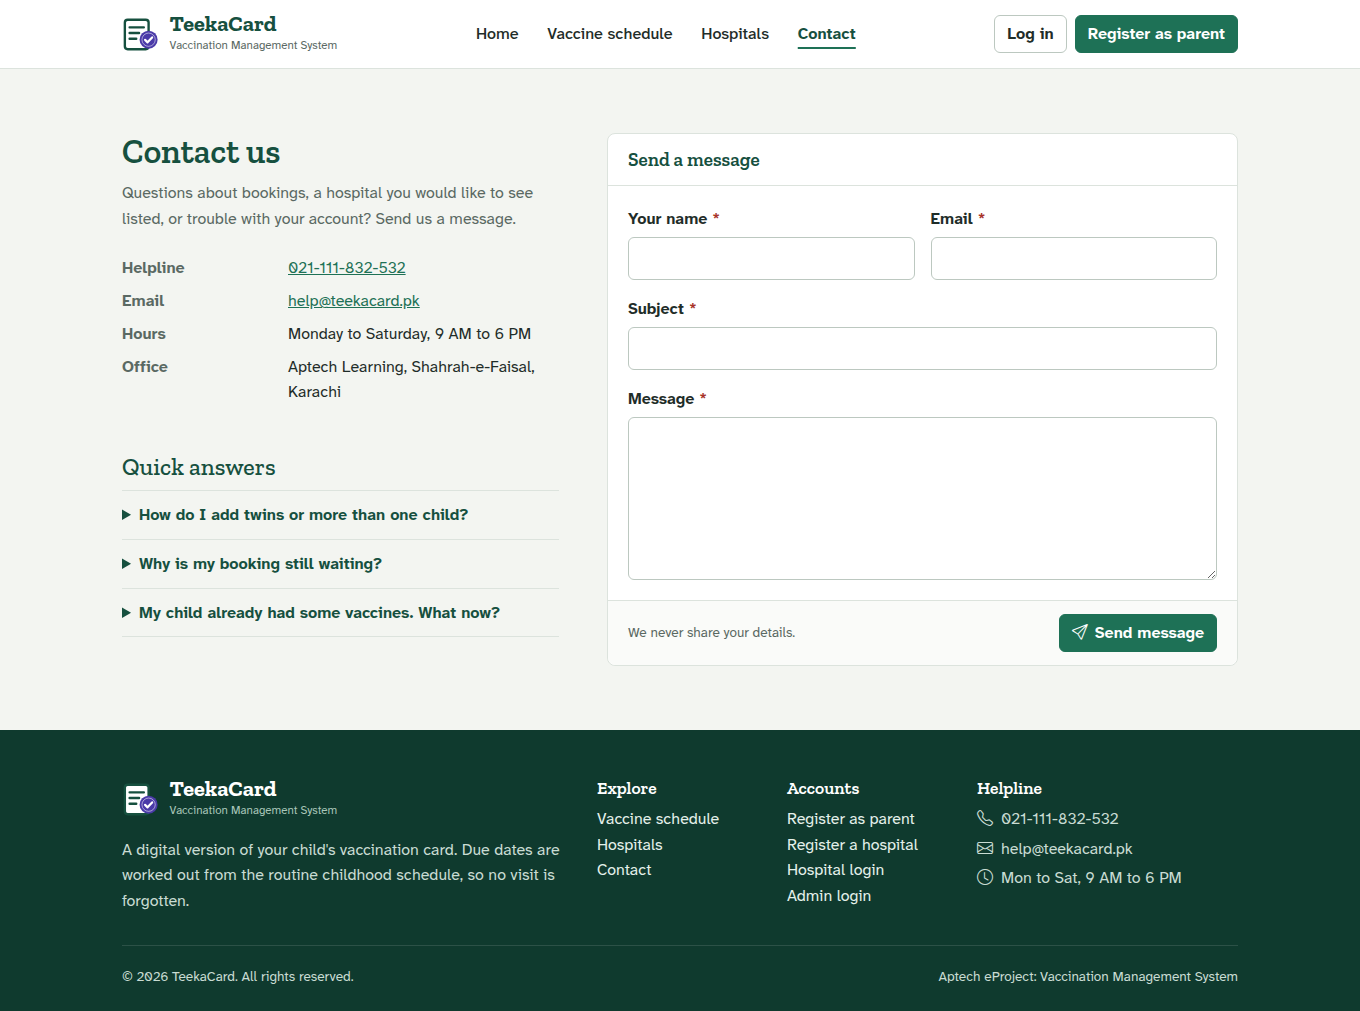 TeekaCard
Vaccination Management System
Home
Vaccine schedule
Hospitals
Contact
Log in
Register as parent
Contact us
Questions about bookings, a hospital you would like to see
listed, or trouble with your account? Send us a message.
Helpline
021-111-832-532
Email
help@teekacard.pk
Hours
Monday to Saturday, 9 AM to 6 PM
Office
Aptech Learning, Shahrah-e-Faisal,
Karachi
Quick answers
How do I add twins or more than one child?
Why is my booking still waiting?
My child already had some vaccines. What now?
Send a message
Your name *
Email *
Subject *
Message *
We never share your details.
Send message
TeekaCard
Vaccination Management System
A digital version of your child's vaccination card. Due dates are
worked out from the routine childhood schedule, so no visit is
forgotten.
Explore
Vaccine schedule
Hospitals
Contact
Accounts
Register as parent
Register a hospital
Hospital login
Admin login
Helpline
021-111-832-532
help@teekacard.pk
Mon to Sat, 9 AM to 6 PM
© 2026 TeekaCard. All rights reserved.
Aptech eProject: Vaccination Management System